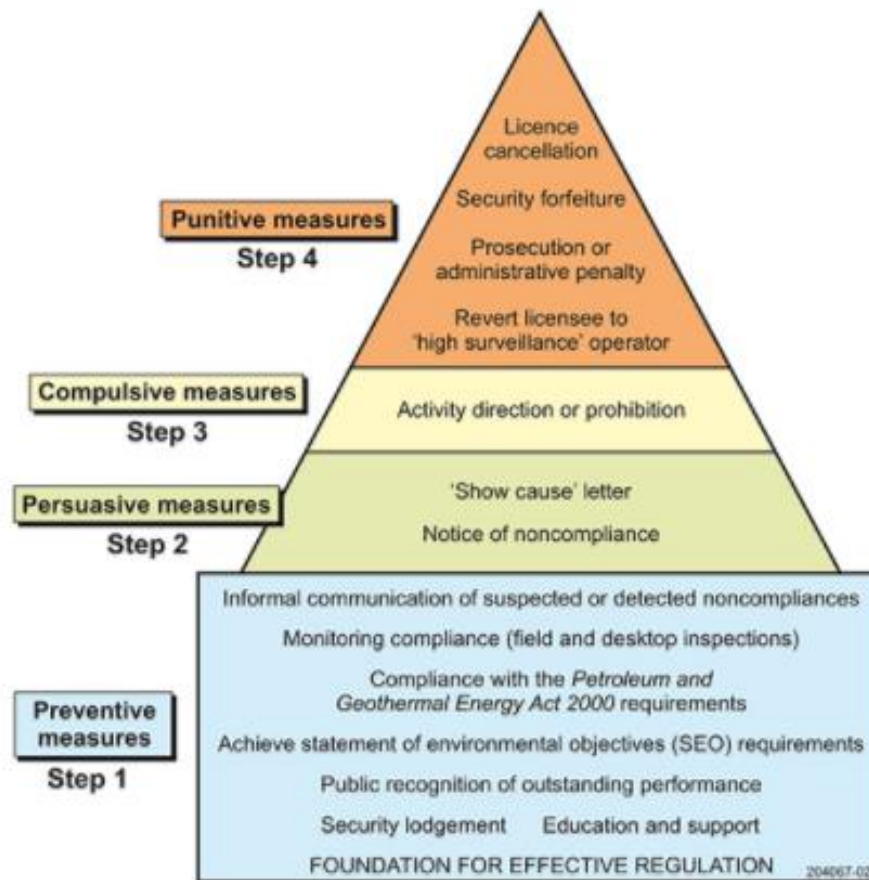 Licence
cancellation
Security forfeiture
Punitive measures
Step 4
Prosecution or
administrative penalty
Revert licensee to
'high surveillance' operator
Compulsive measures
Step 3
Activity direction or prohibition
Persuasive measures
Step 2
'Show cause' letter
Notice of noncompliance
Informal communication of suspected or detected noncompliances
Monitoring compliance (field and desktop inspections)
Compliance with the Petroleum and
Geothermal Energy Act 2000 requirements
Preventive
measures
Step 1
Achieve statement of environmental objectives (SEO) requirements
Public recognition of outstanding performance
Security lodgement Education and support
FOUNDATION FOR EFFECTIVE REGULATION
204067-02